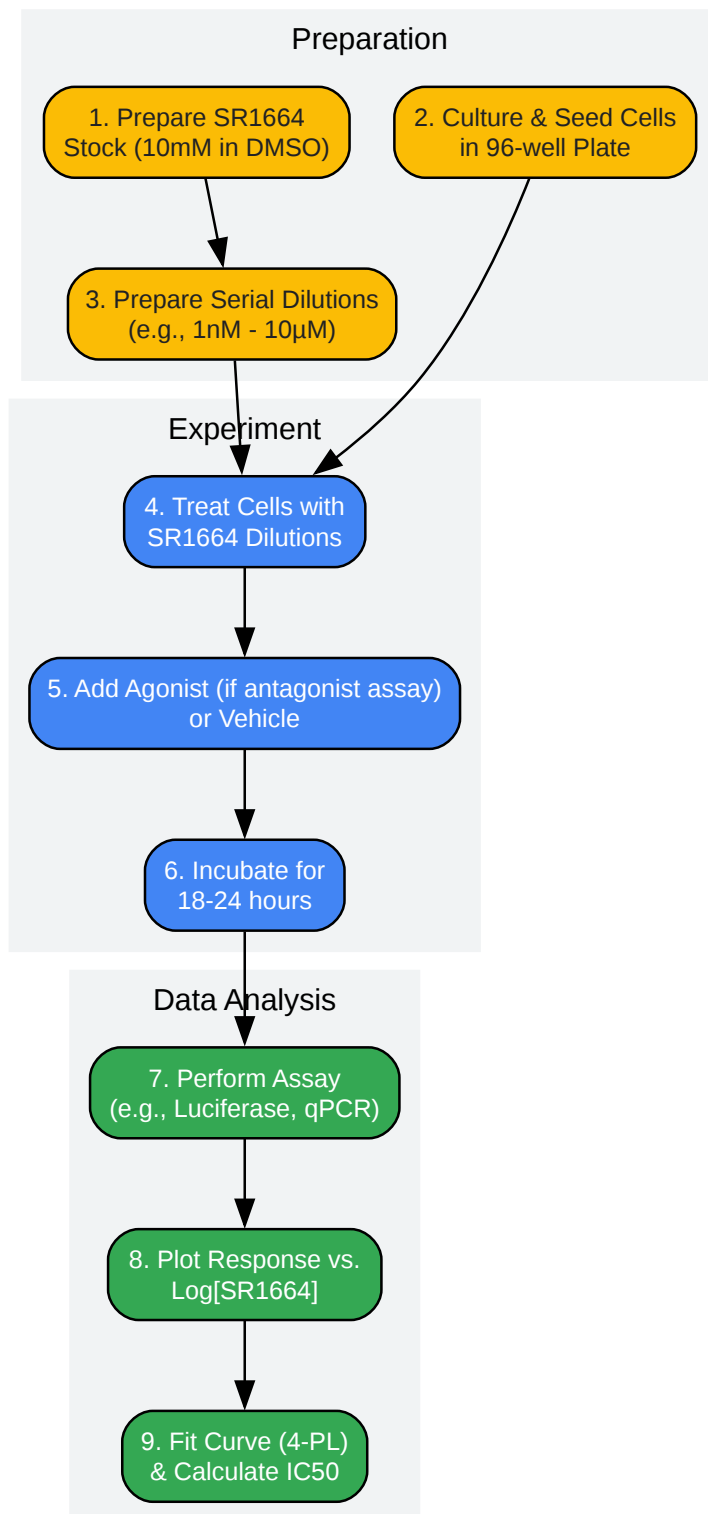 Preparation
1. Prepare SR1664
Stock (10mM in DMSO)
2. Culture & Seed Cells
in 96-well Plate
3. Prepare Serial Dilutions
(e.g., 1nM - 10µM)
Experiment
4. Treat Cells with
SR1664 Dilutions
5. Add Agonist (if antagonist assay)
or Vehicle
6. Incubate for
18-24 hours
Data Analysis
7. Perform Assay
(e.g., Luciferase, qPCR)
8. Plot Response vs.
Log[SR1664]
9. Fit Curve (4-PL)
& Calculate IC50